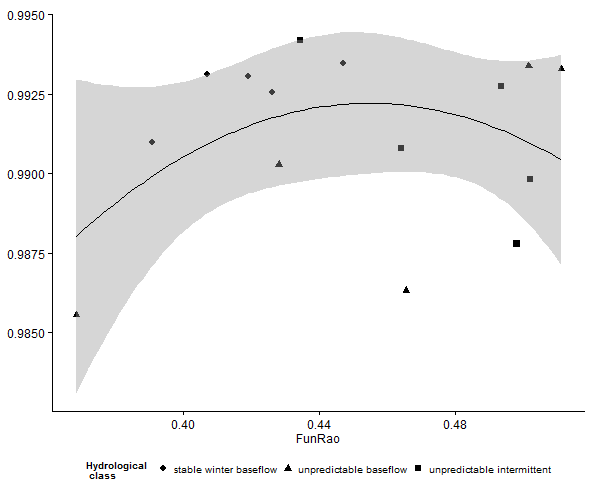 0.9950
0.9925
0.9900
0.9875
0.9850
0.40 0.44 0.48
FunRao
Hydrological
class
stable winter baseflow unpredictable baseflow unpredictable intermittent